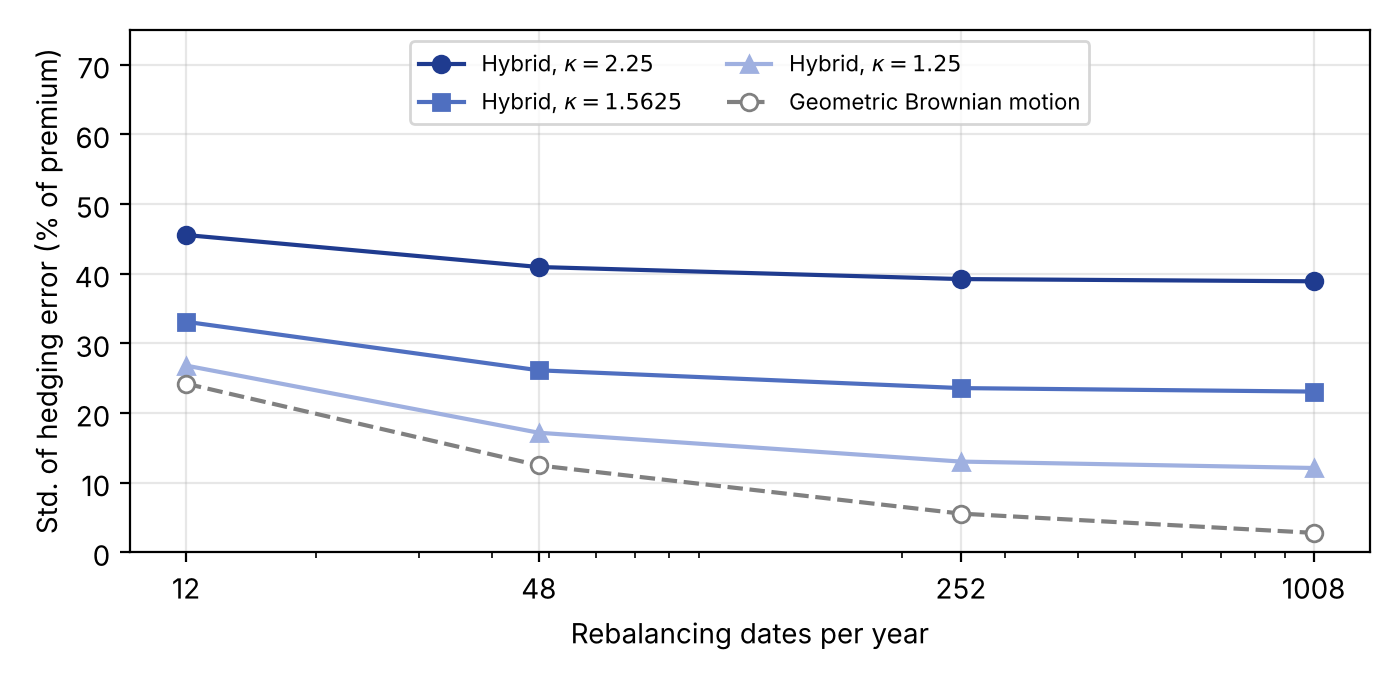 Std. of hedging error (% of premium)
70
60
50
40
30
20
10
0
Hybrid, κ = 2.25
Hybrid, κ = 1.5625
Hybrid, κ = 1.25
Geometric Brownian motion
12 48 252 1008
Rebalancing dates per year